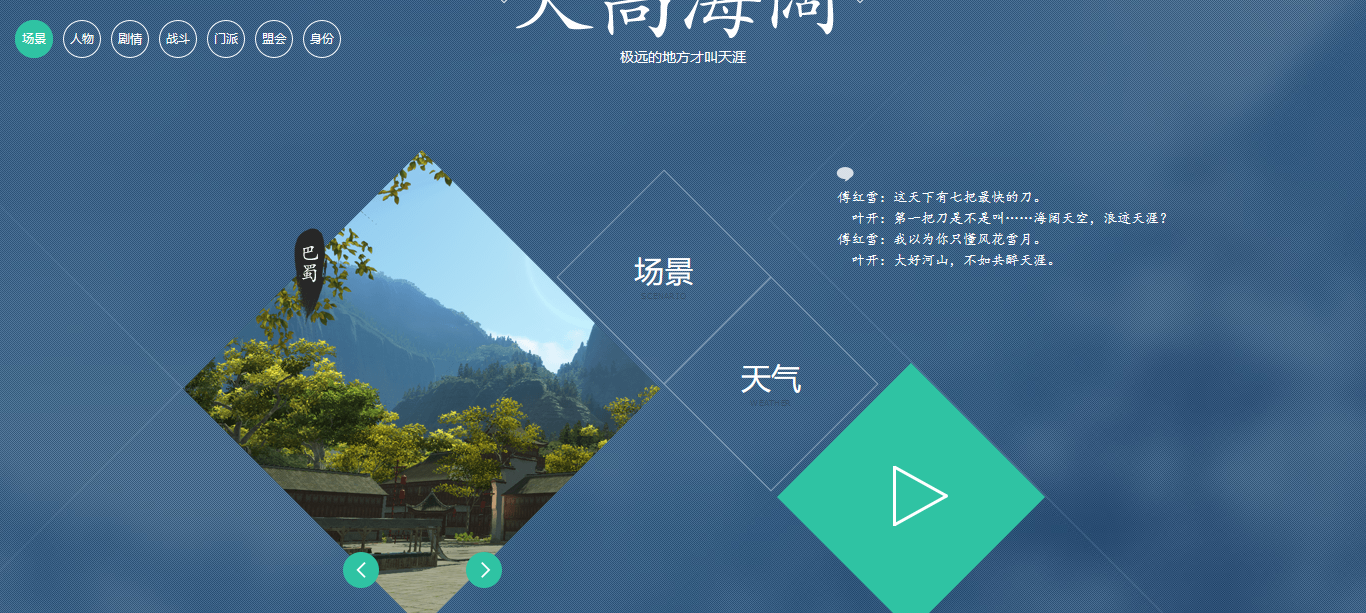 天高海阔
场景 人物 剧情 战斗 门派 盟会 身份
极远的地方才叫天涯
傅红雪：这天下有七把最快的刀。
叶开：第一把刀是不是叫……海阔天空，浪迹天涯？
傅红雪：我以为你只懂风花雪月。
叶开：大好河山，不如共醉天涯。
巴蜀
场景
SCENARIO
天气